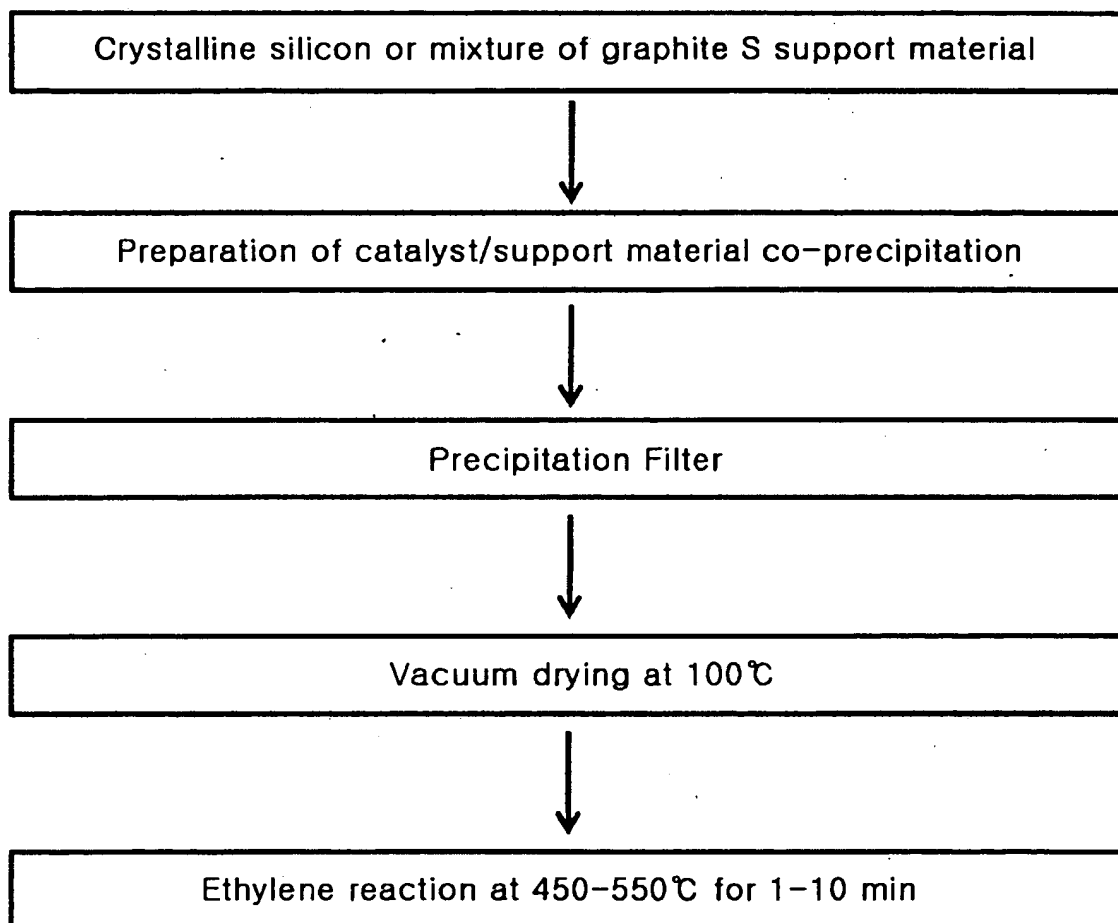 Crystalline silicon or mixture of graphite S support material
Preparation of catalyst/support material co-precipitation
Precipitation Filter
Vacuum drying at 100℃
Ethylene reaction at 450-550℃ for 1-10 min